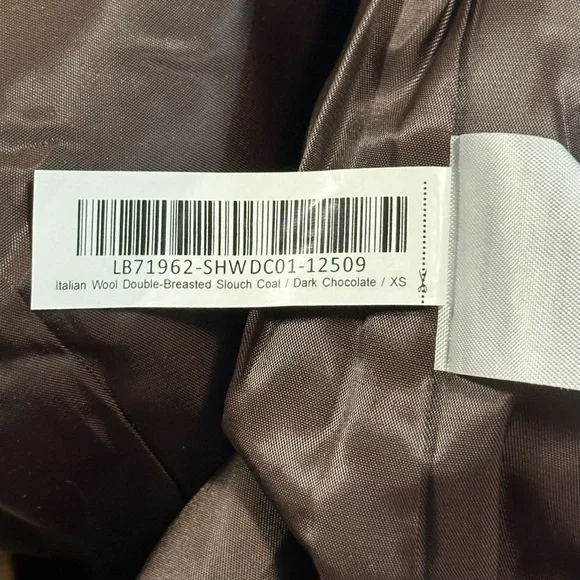 LB71962-SHWDC01-12509
Italian Wool Double-Breasted Slouch Coat / Dark Chocolate / XS